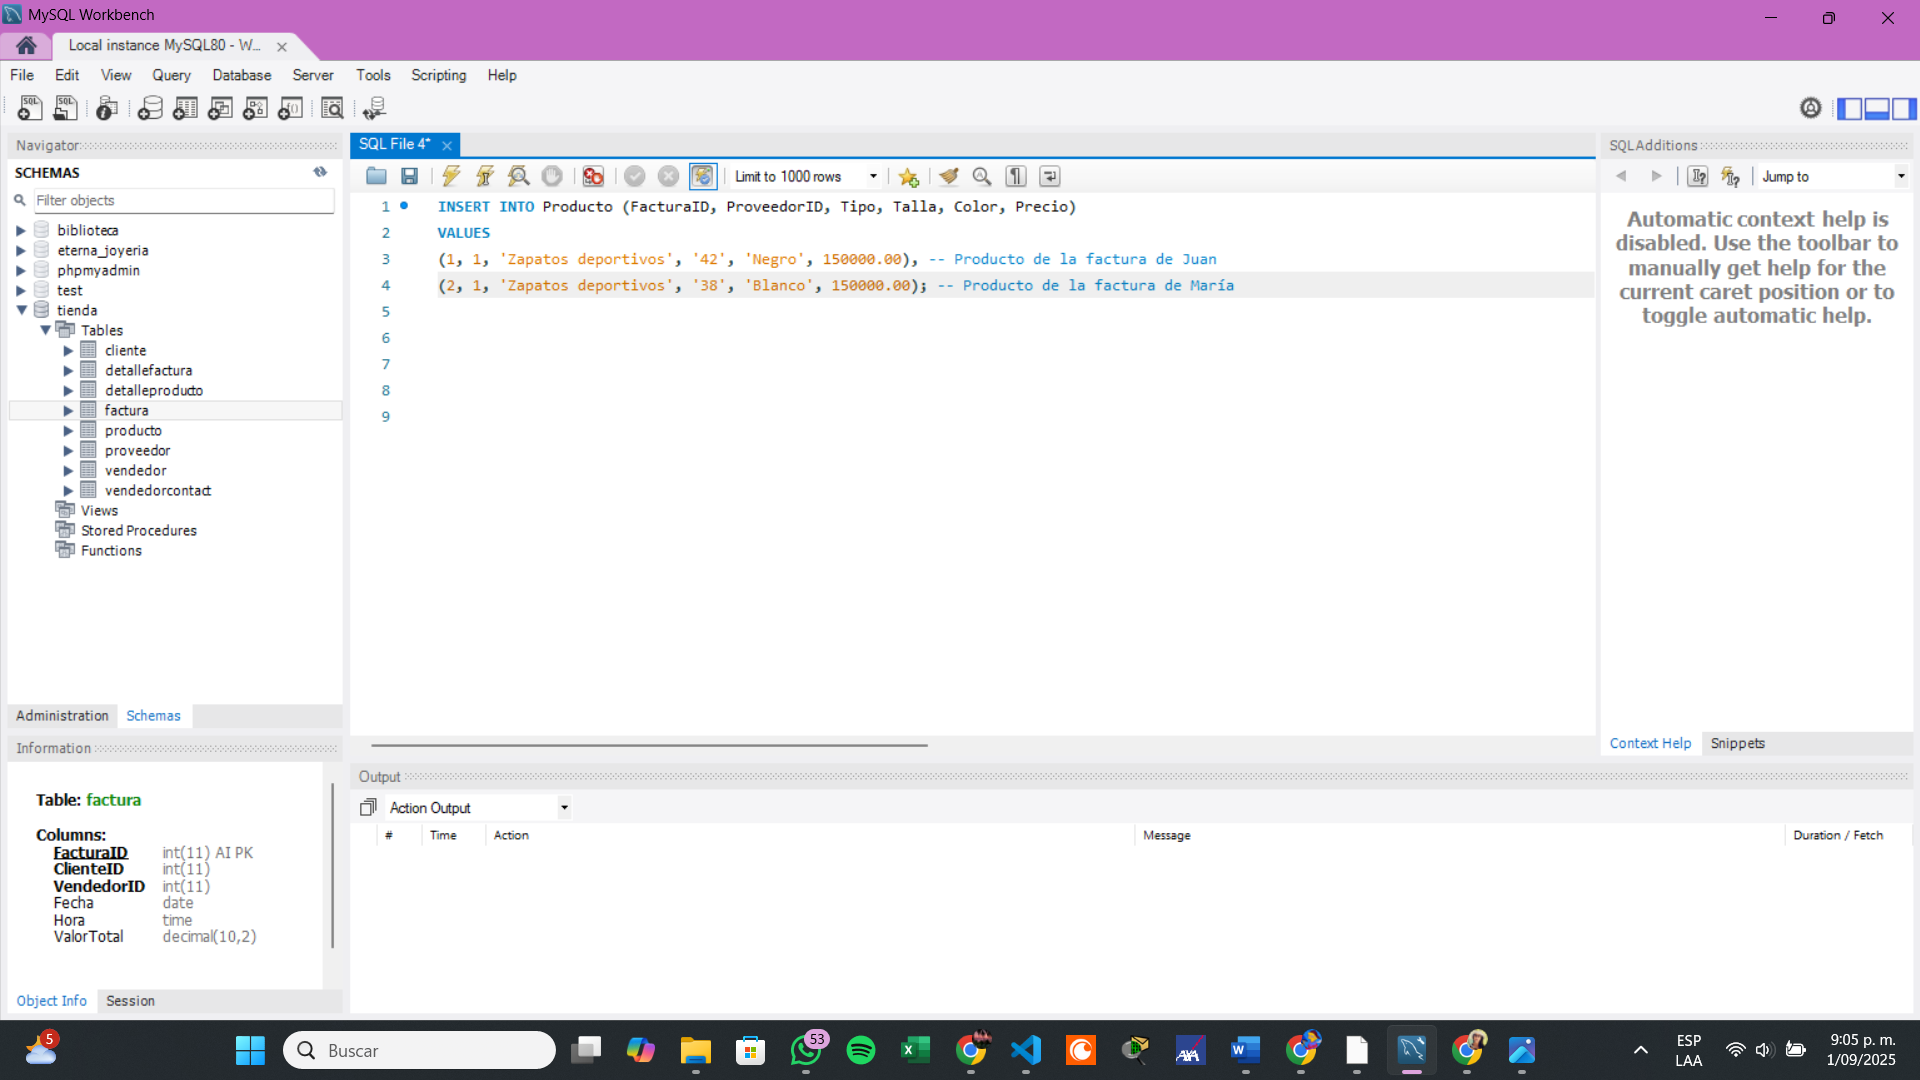 MySQL Workbench
Local instance MySQL80 - W...
File Edit View Query Database Server Tools Scripting Help
Navigator
SCHEMAS
Filter objects
biblioteca
eterna_joyeria
phpmyadmin
test
tienda
Tables
cliente
detallefactura
detalleproducto
factura
producto
proveedor
vendedor
vendedorcontact
Views
Stored Procedures
Functions
Administration Schemas
Information
Table: factura
Columns:
FacturaID int(11) AI PK
ClienteID int(11)
VendedorID int(11)
Fecha date
Hora time
ValorTotal decimal(10,2)
Object Info Session
SQL File 4*
Limit to 1000 rows
1 INSERT INTO Producto (FacturaID, ProveedorID, Tipo, Talla, Color, Precio)
2 VALUES
3 (1, 1, 'Zapatos deportivos', '42', 'Negro', 150000.00), -- Producto de la factura de Juan
4 (2, 1, 'Zapatos deportivos', '38', 'Blanco', 150000.00); -- Producto de la factura de María
5
6
7
8
9
Output
Action Output
# Time Action Message Duration / Fetch
SQLAdditions
Jump to
Automatic context help is
disabled. Use the toolbar to
manually get help for the
current caret position or to
toggle automatic help.
Context Help Snippets
5
Buscar
53
ESP
LAA
9:05 p. m.
1/09/2025